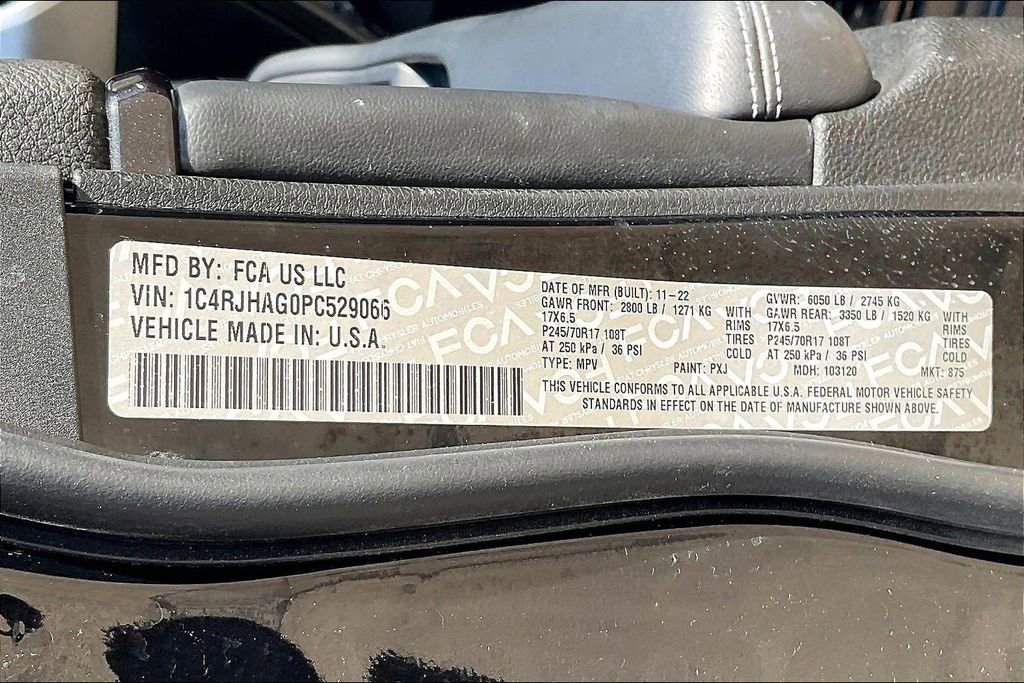 MFD BY: FCA US LLC
VIN: 1C4RJHAG0PC529066
VEHICLE MADE IN: U.S.A.
DATE OF MFR (BUILT): 11-22 GVWR: 6050 LB / 2745 KG
GAWR FRONT: 2800 LB / 1271 KG WITH GAWR REAR: 3350 LB / 1520 KG WITH
17X6.5 RIMS 17X6.5 RIMS
P245/70R17 108T TIRES P245/70R17 108T TIRES
AT 250 kPa / 36 PSI COLD AT 250 kPa / 36 PSI COLD
TYPE: MPV PAINT: PXJ MDH: 103120 MKT: 875
THIS VEHICLE CONFORMS TO ALL APPLICABLE U.S.A. FEDERAL MOTOR VEHICLE SAFETY
STANDARDS IN EFFECT ON THE DATE OF MANUFACTURE SHOWN ABOVE.